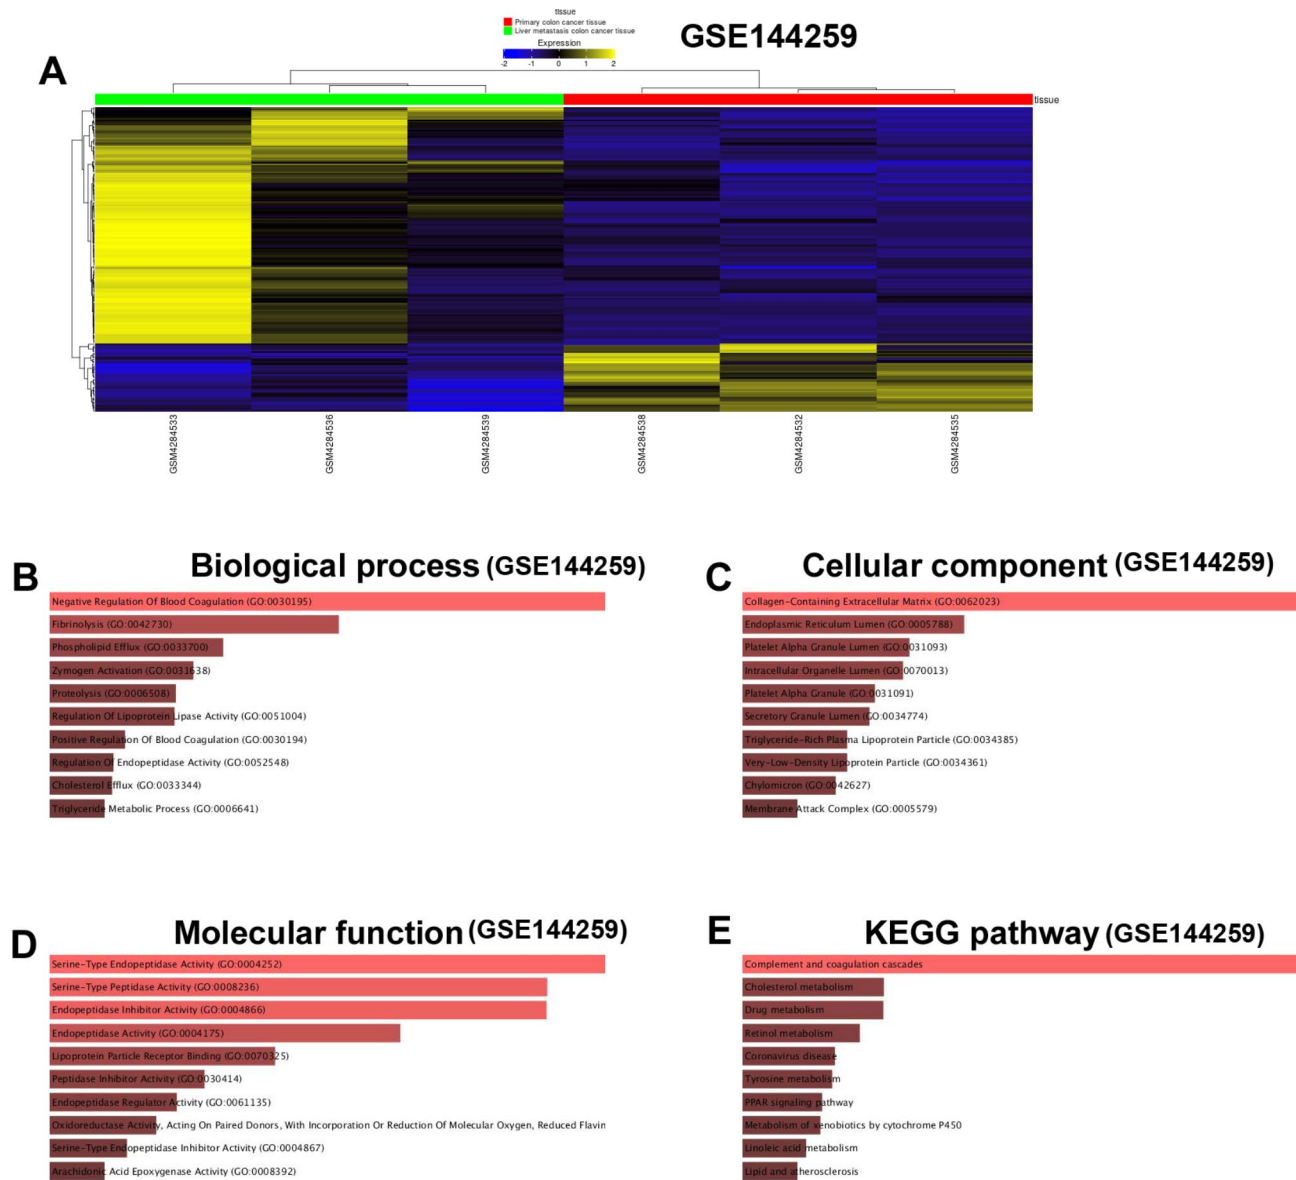 tissue
Primary colon cancer tissue
Liver metastasis colon cancer tissue
Expression
-2 -1 0 1 2
GSE144259
A
tissue
GSM4284533
GSM4284536
GSM4284539
GSM4284538
GSM4284532
GSM4284535
B
Biological process (GSE144259)
Negative Regulation Of Blood Coagulation (GO:0030195)
Fibrinolysis (GO:0042730)
Phospholipid Efflux (GO:0033700)
Zymogen Activation (GO:0031638)
Proteolysis (GO:0006508)
Regulation Of Lipoprotein Lipase Activity (GO:0051004)
Positive Regulation Of Blood Coagulation (GO:0030194)
Regulation Of Endopeptidase Activity (GO:0052548)
Cholesterol Efflux (GO:0033344)
Triglyceride Metabolic Process (GO:0006641)
C
Cellular component (GSE144259)
Collagen-Containing Extracellular Matrix (GO:0062023)
Endoplasmic Reticulum Lumen (GO:0005788)
Platelet Alpha Granule Lumen (GO:0031093)
Intracellular Organelle Lumen (GO:0070013)
Platelet Alpha Granule (GO:0031091)
Secretory Granule Lumen (GO:0034774)
Triglyceride-Rich Plasma Lipoprotein Particle (GO:0034385)
Very-Low-Density Lipoprotein Particle (GO:0034361)
Chylomicron (GO:0042627)
Membrane Attack Complex (GO:0005579)
D
Molecular function (GSE144259)
Serine-Type Endopeptidase Activity (GO:0004252)
Serine-Type Peptidase Activity (GO:0008236)
Endopeptidase Inhibitor Activity (GO:0004866)
Endopeptidase Activity (GO:0004175)
Lipoprotein Particle Receptor Binding (GO:0070325)
Peptidase Inhibitor Activity (GO:0030414)
Endopeptidase Regulator Activity (GO:0061135)
Oxidoreductase Activity, Acting On Paired Donors, With Incorporation Or Reduction Of Molecular Oxygen, Reduced Flavin
Serine-Type Endopeptidase Inhibitor Activity (GO:0004867)
Arachidonic Acid Epoxygenase Activity (GO:0008392)
E
KEGG pathway (GSE144259)
Complement and coagulation cascades
Cholesterol metabolism
Drug metabolism
Retinol metabolism
Coronavirus disease
Tyrosine metabolism
PPAR signaling pathway
Metabolism of xenobiotics by cytochrome P450
Linoleic acid metabolism
Lipid and atherosclerosis